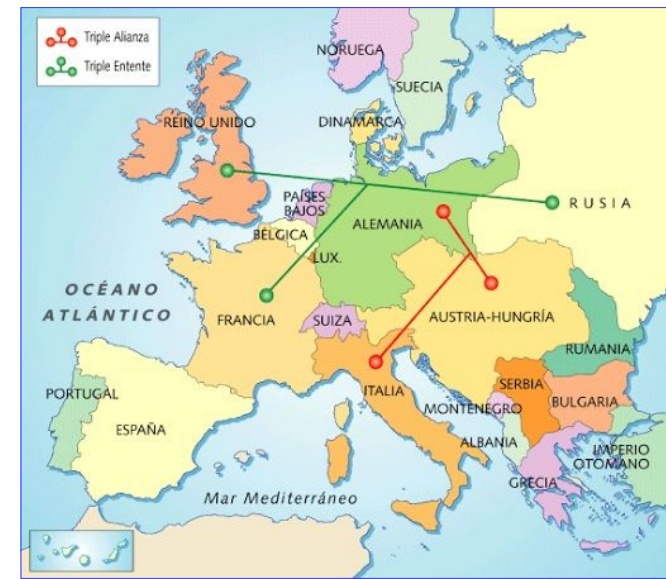 Triple Alianza
Triple Entente
NORUEGA
SUECIA
REINO UNIDO
DINAMARCA
PAÍSES
BAJOS
RUSIA
ALEMANIA
BÉLGICA
LUX.
OCÉANO
ATLÁNTICO
FRANCIA
SUIZA
AUSTRIA-HUNGRÍA
RUMANIA
ITALIA
SERBIA
PORTUGAL
MONTENEGRO
BULGARIA
ESPAÑA
ALBANIA
IMPERIO
OTOMANO
GRECIA
Mar Mediterráneo